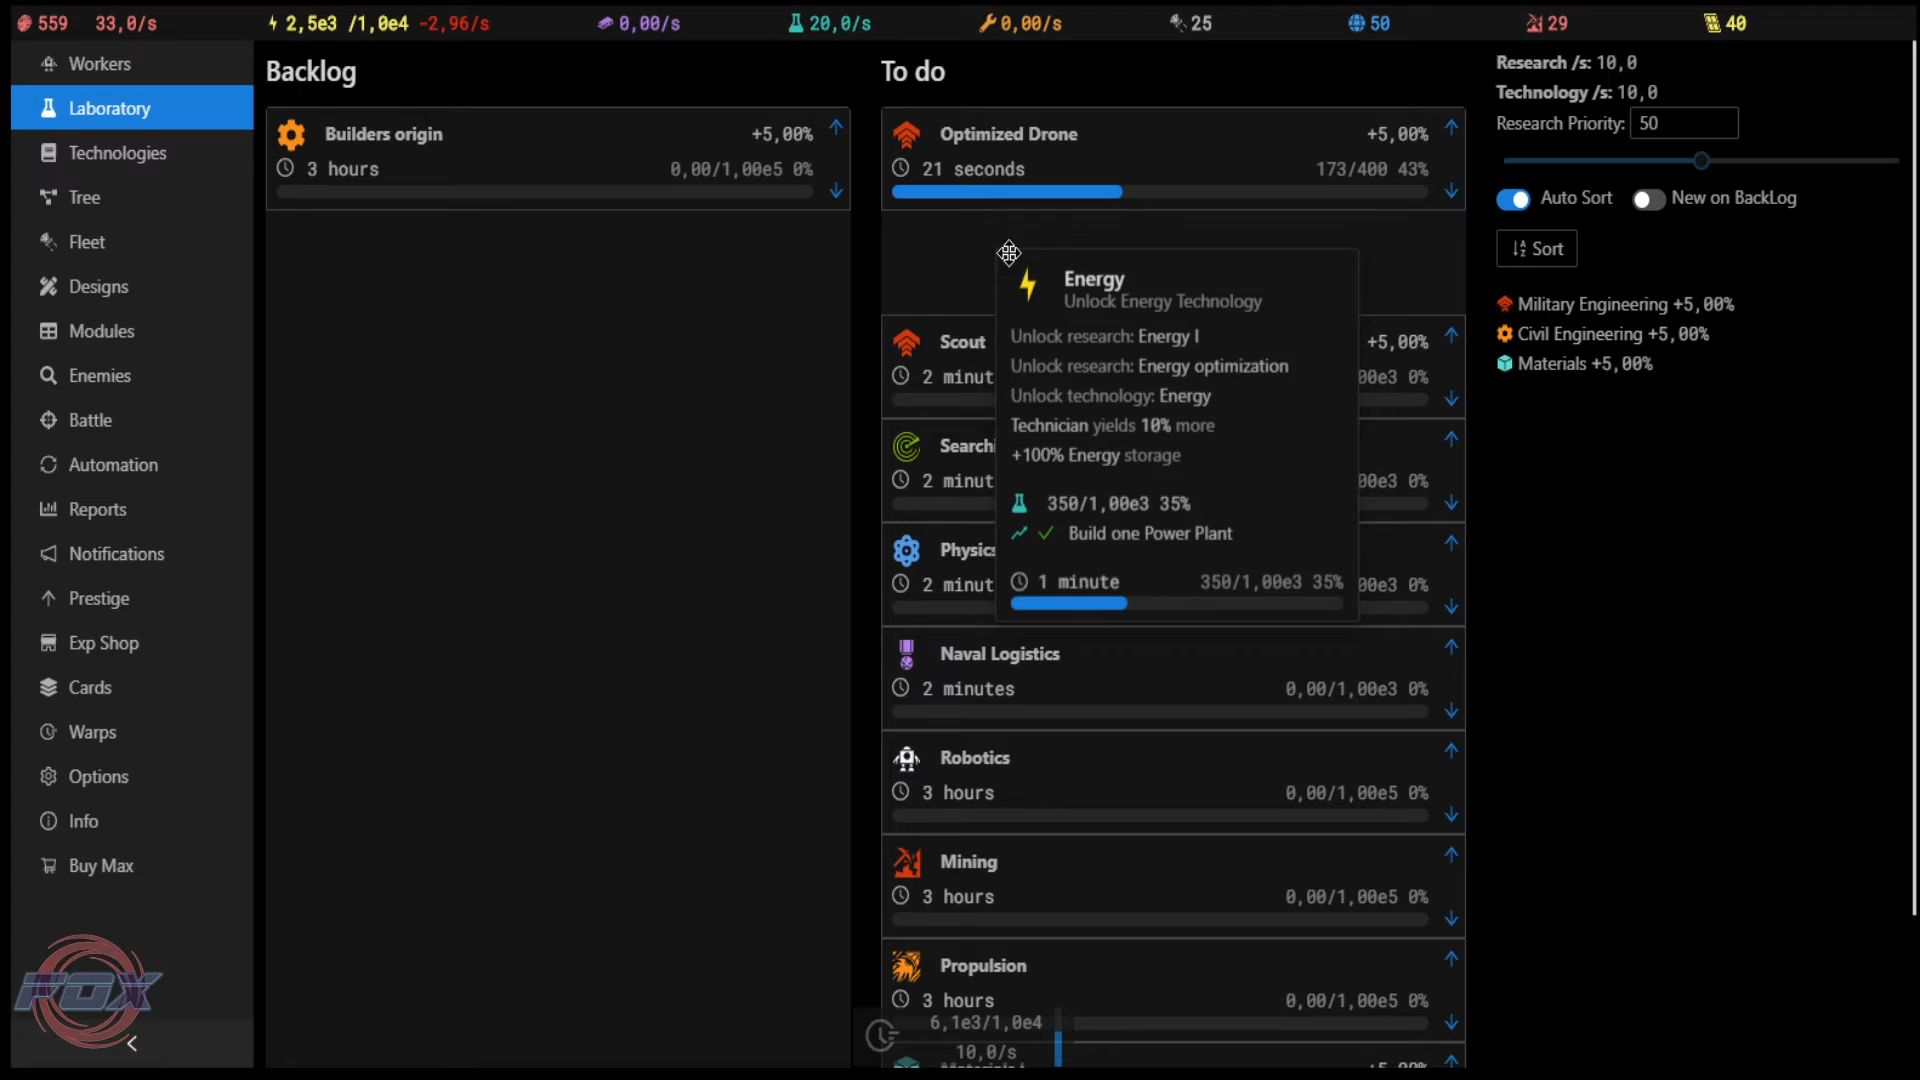 559 33,0/s 2,5e3 /1,0e4 -2,96/s 0,00/s 20,0/s 0,00/s 25 50 29 40
Workers
Laboratory
Technologies
Tree
Fleet
Designs
Modules
Enemies
Battle
Automation
Reports
Notifications
Prestige
Exp Shop
Cards
Warps
Options
Info
Buy Max
FOX
Backlog
Builders origin +5,00%
3 hours 0,00/1,00e5 0%
To do
Optimized Drone +5,00%
21 seconds 173/400 43%
Energy
Unlock Energy Technology
Unlock research: Energy I
Unlock research: Energy optimization
Unlock technology: Energy
Technician yields 10% more
+100% Energy storage
350/1,00e3 35%
Build one Power Plant
1 minute 350/1,00e3 35%
Scout +5,00%
2 minut 00e3 0%
Searchi
2 minut 00e3 0%
Physics
2 minut 00e3 0%
Naval Logistics
2 minutes 0,00/1,00e3 0%
Robotics
3 hours 0,00/1,00e5 0%
Mining
3 hours 0,00/1,00e5 0%
Propulsion
3 hours 0,00/1,00e5 0%
6,1e3/1,0e4
10,0/s
Research /s: 10,0
Technology /s: 10,0
Research Priority: 50
Auto Sort New on BackLog
Sort
Military Engineering +5,00%
Civil Engineering +5,00%
Materials +5,00%